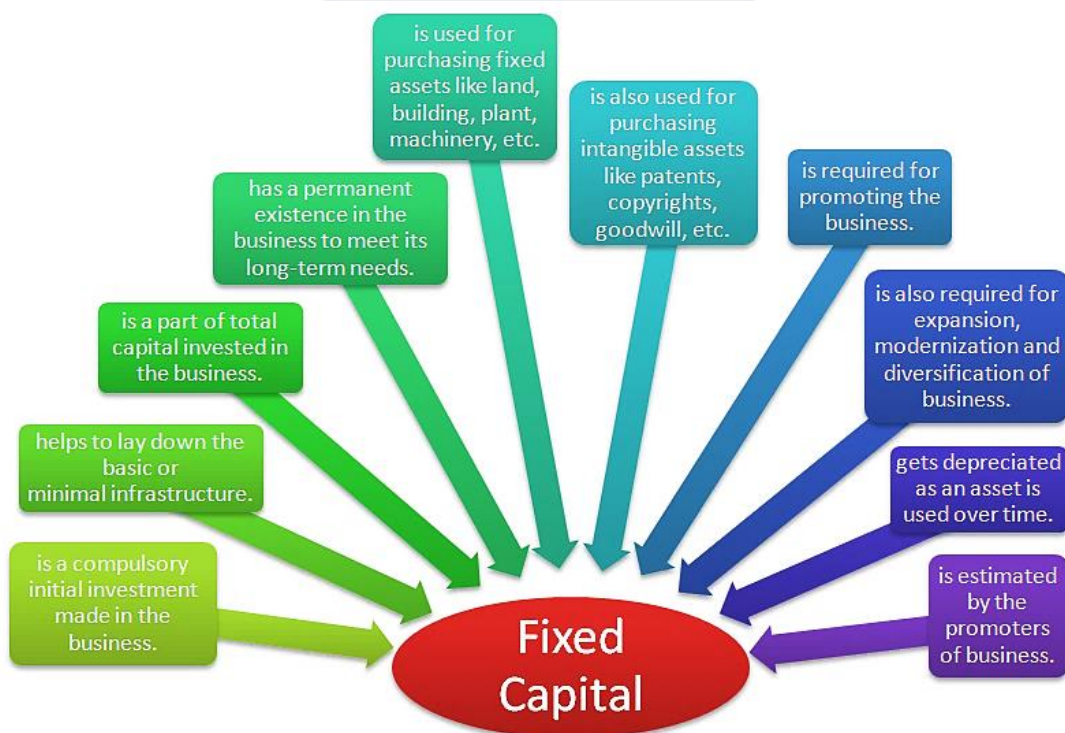 is a compulsory
initial investment
made in the
business.
helps to lay down the
basic or
minimal infrastructure.
is a part of total
capital invested in
the business.
has a permanent
existence in the
business to meet its
long-term needs.
is used for
purchasing fixed
assets like land,
building, plant,
machinery, etc.
is also used for
purchasing
intangible assets
like patents,
copyrights,
goodwill, etc.
is required for
promoting the
business.
is also required for
expansion,
modernization and
diversification of
business.
gets depreciated
as an asset is
used over time.
is estimated
by the
promoters
of business.
Fixed
Capital